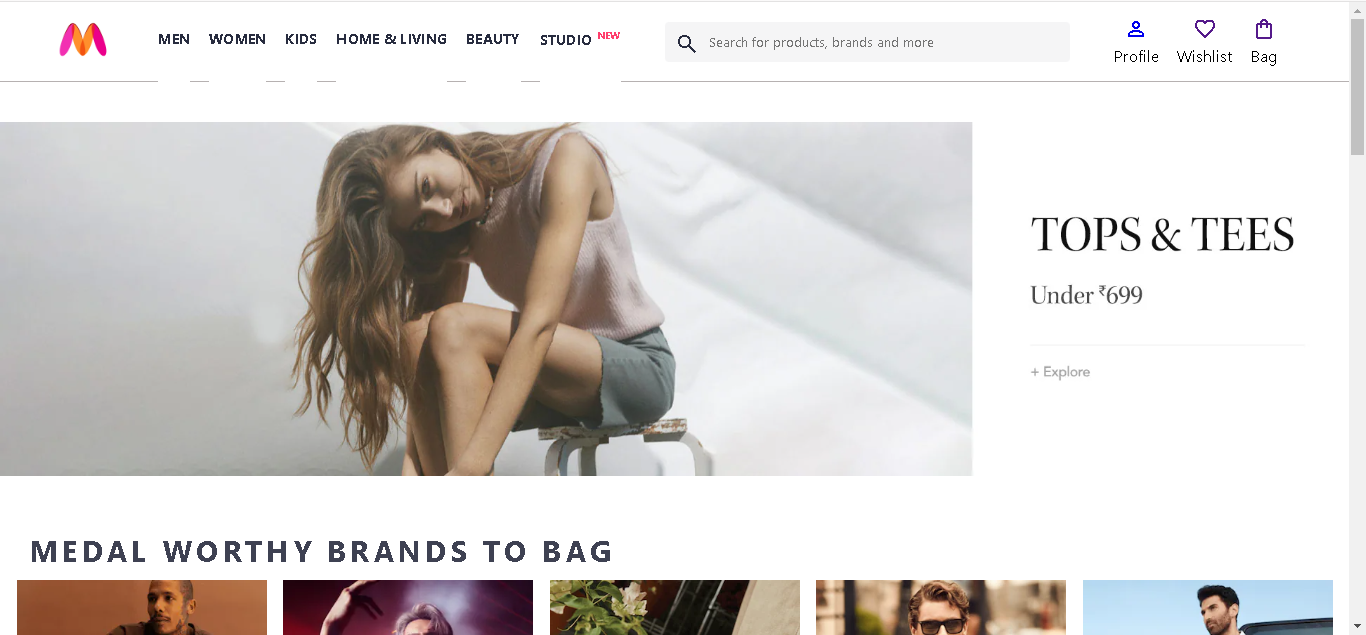 MEN WOMEN KIDS HOME & LIVING BEAUTY STUDIO NEW
Search for products, brands and more
Profile Wishlist Bag
TOPS & TEES
Under ₹699
+ Explore
MEDAL WORTHY BRANDS TO BAG